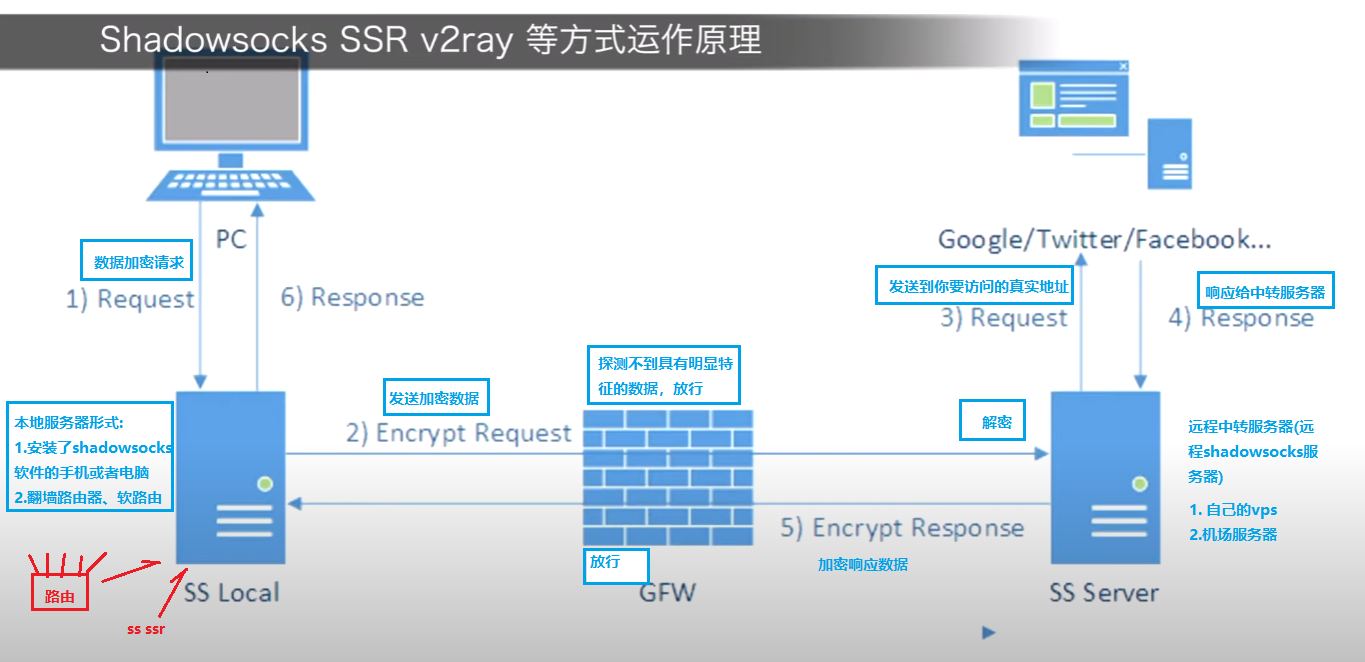 Shadowsocks SSR v2ray 等方式运作原理
PC
数据加密请求
1) Request
6) Response
Google/Twitter/Facebook...
发送到你要访问的真实地址
3) Request
响应给中转服务器
4) Response
探测不到具有明显特
征的数据，放行
发送加密数据
2) Encrypt Request
解密
本地服务器形式:
1.安装了shadowsocks
软件的手机或者电脑
2.翻墙路由器、软路由
远程中转服务器(远
程shadowsocks服
务器)
1. 自己的vps
2.机场服务器
5) Encrypt Response
加密响应数据
放行
GFW
SS Local
SS Server
路由
ss ssr